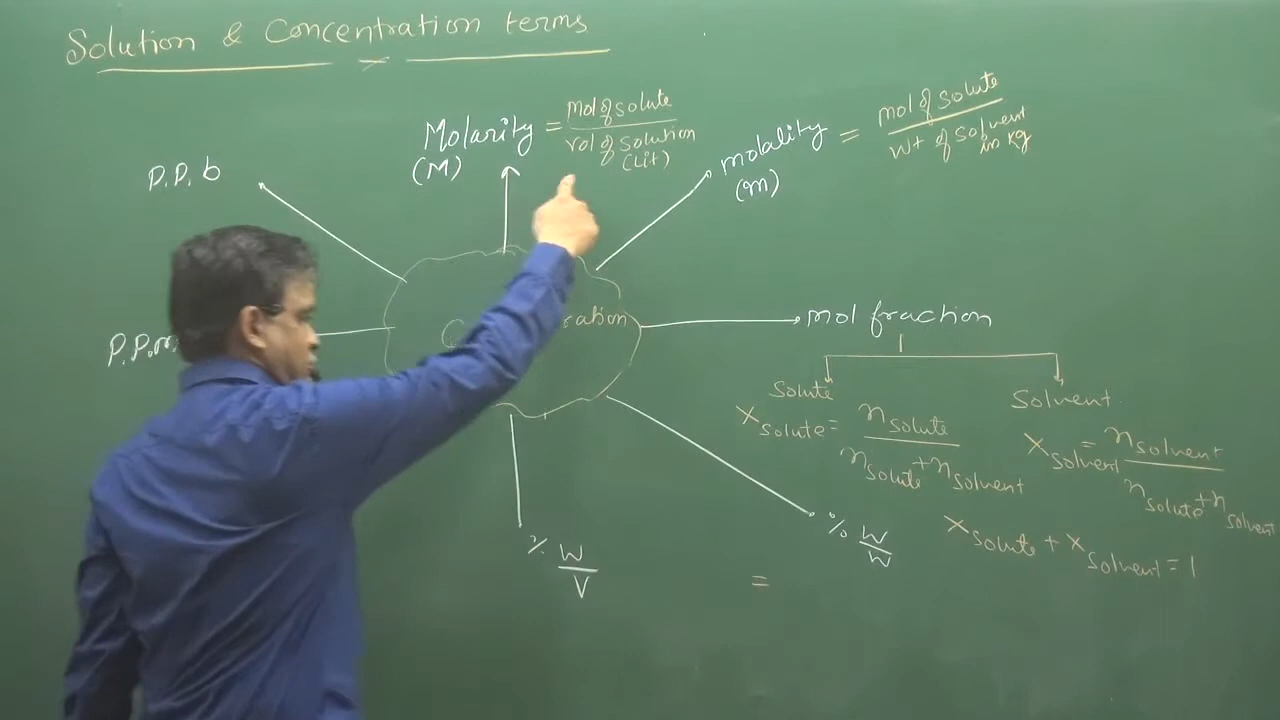 Solution & Concentration terms
Molarity = Mol of solute
vol of solution
(Lit)
(M)
molality = mol of solute
wt of solvent
in kg
(m)
P.P.b
P.P.m
ration
mol fraction
Solute
Solvent
x solute = n solute
n solute + n solvent
x solvent = n solvent
n solute + n solvent
x solute + x solvent = 1
% W
V
=
% W
W